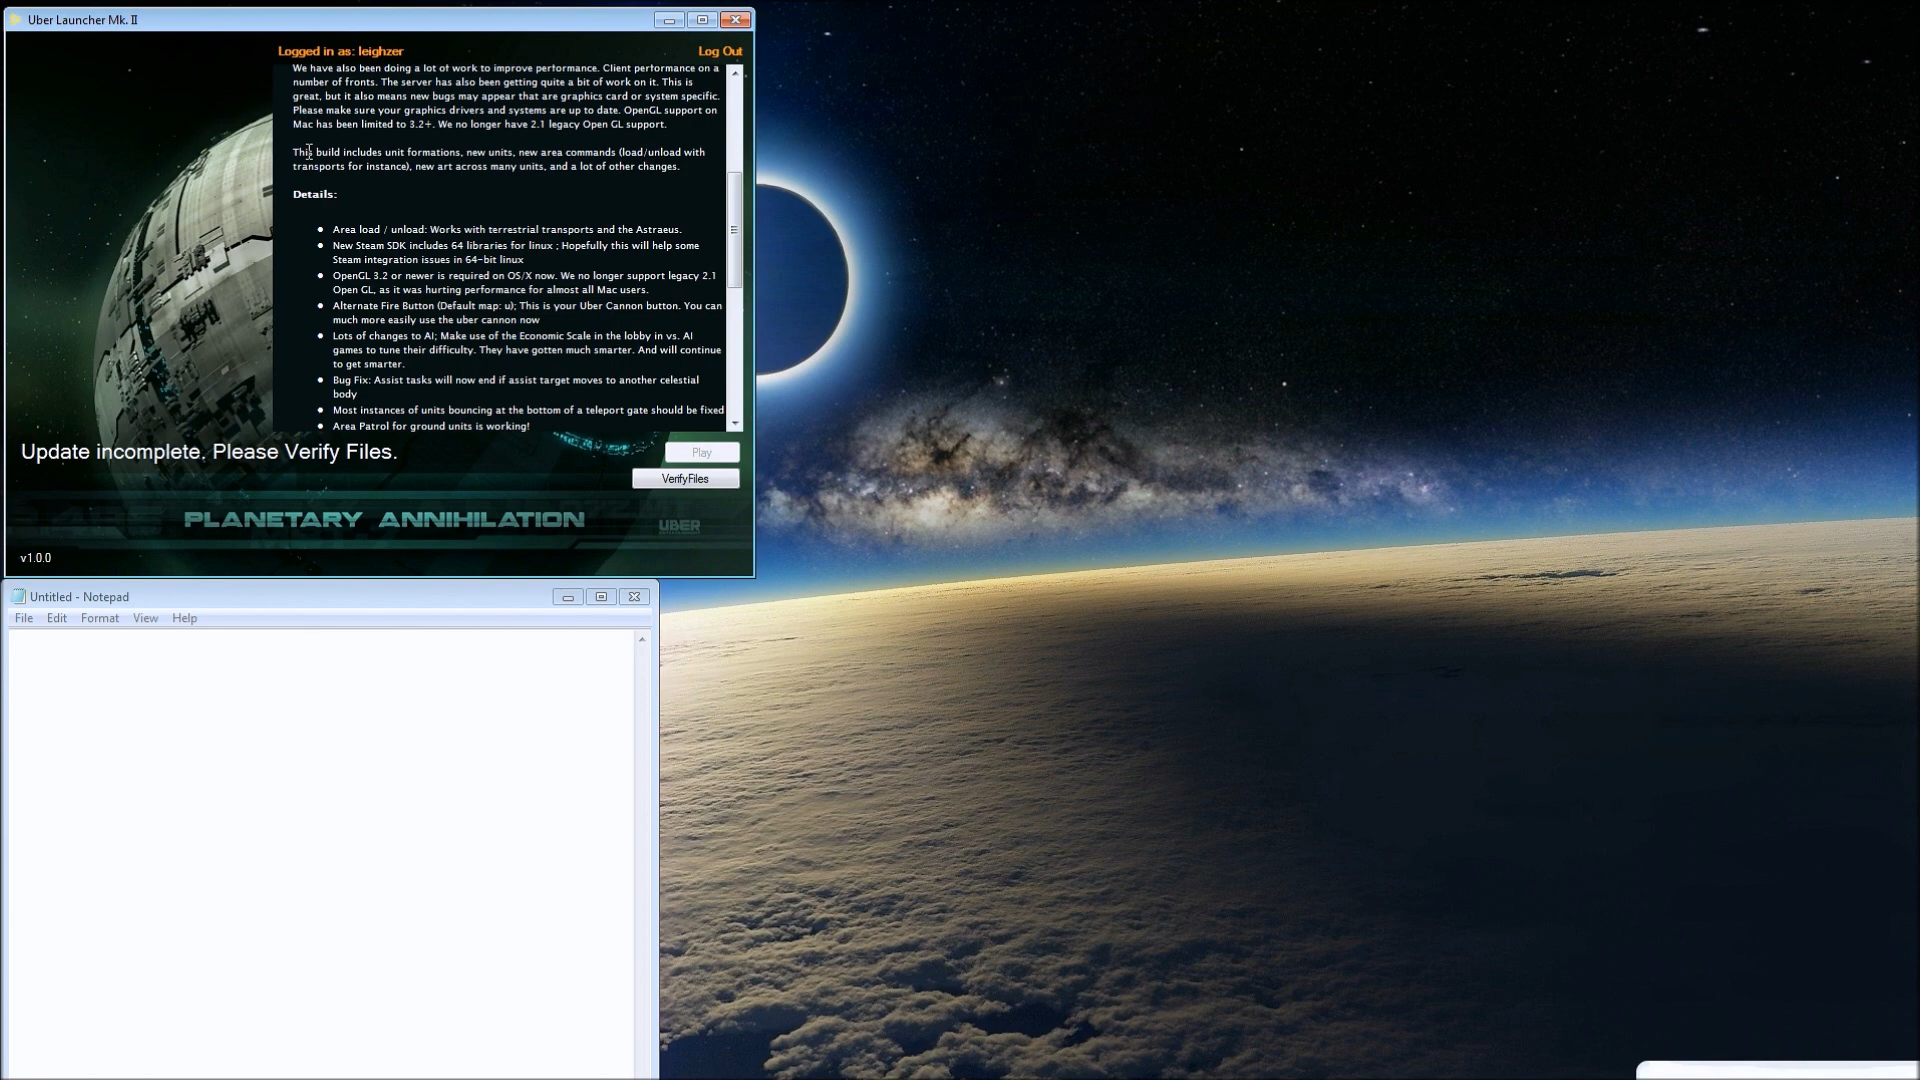 Uber Launcher Mk. II
Logged in as: leighzer
Log Out
We have also been doing a lot of work to improve performance. Client performance on a
number of fronts. The server has also been getting quite a bit of work on it. This is
great, but it also means new bugs may appear that are graphics card or system specific.
Please make sure your graphics drivers and systems are up to date. OpenGL support on
Mac has been limited to 3.2+. We no longer have 2.1 legacy Open GL support.
This build includes unit formations, new units, new area commands (load/unload with
transports for instance), new art across many units, and a lot of other changes.
Details:
Area load / unload: Works with terrestrial transports and the Astraeus.
New Steam SDK includes 64 libraries for linux ; Hopefully this will help some
Steam integration issues in 64-bit linux
OpenGL 3.2 or newer is required on OS/X now. We no longer support legacy 2.1
Open GL, as it was hurting performance for almost all Mac users.
Alternate Fire Button (Default map: u); This is your Uber Cannon button. You can
much more easily use the uber cannon now
Lots of changes to AI; Make use of the Economic Scale in the lobby in vs. AI
games to tune their difficulty. They have gotten much smarter. And will continue
to get smarter.
Bug Fix: Assist tasks will now end if assist target moves to another celestial
body
Most instances of units bouncing at the bottom of a teleport gate should be fixed
Area Patrol for ground units is working!
Update incomplete. Please Verify Files.
Play
VerifyFiles
PLANETARY ANNIHILATION
UBER
v1.0.0
Untitled - Notepad
File Edit Format View Help